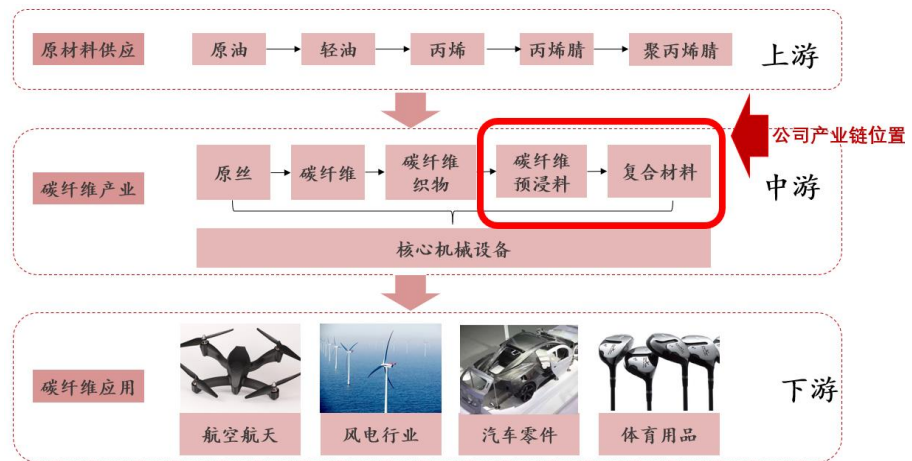 原材料供应
原油
轻油
丙烯
丙烯腈
聚丙烯腈
上游
公司产业链位置
碳纤维产业
原丝
碳纤维
碳纤维
织物
碳纤维
预浸料
复合材料
中游
核心机械设备
碳纤维应用
航空航天
风电行业
汽车零件
体育用品
下游